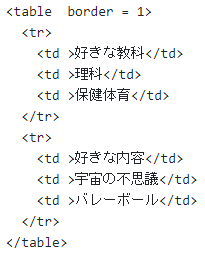 <table  border = 1>
  <tr>
    <td >好きな教科</td>
    <td >理科</td>
    <td >保健体育</td>
  </tr>
  <tr>
    <td >好きな内容</td>
    <td >宇宙の不思議</td>
    <td >バレーボール</td>
  </tr>
</table>